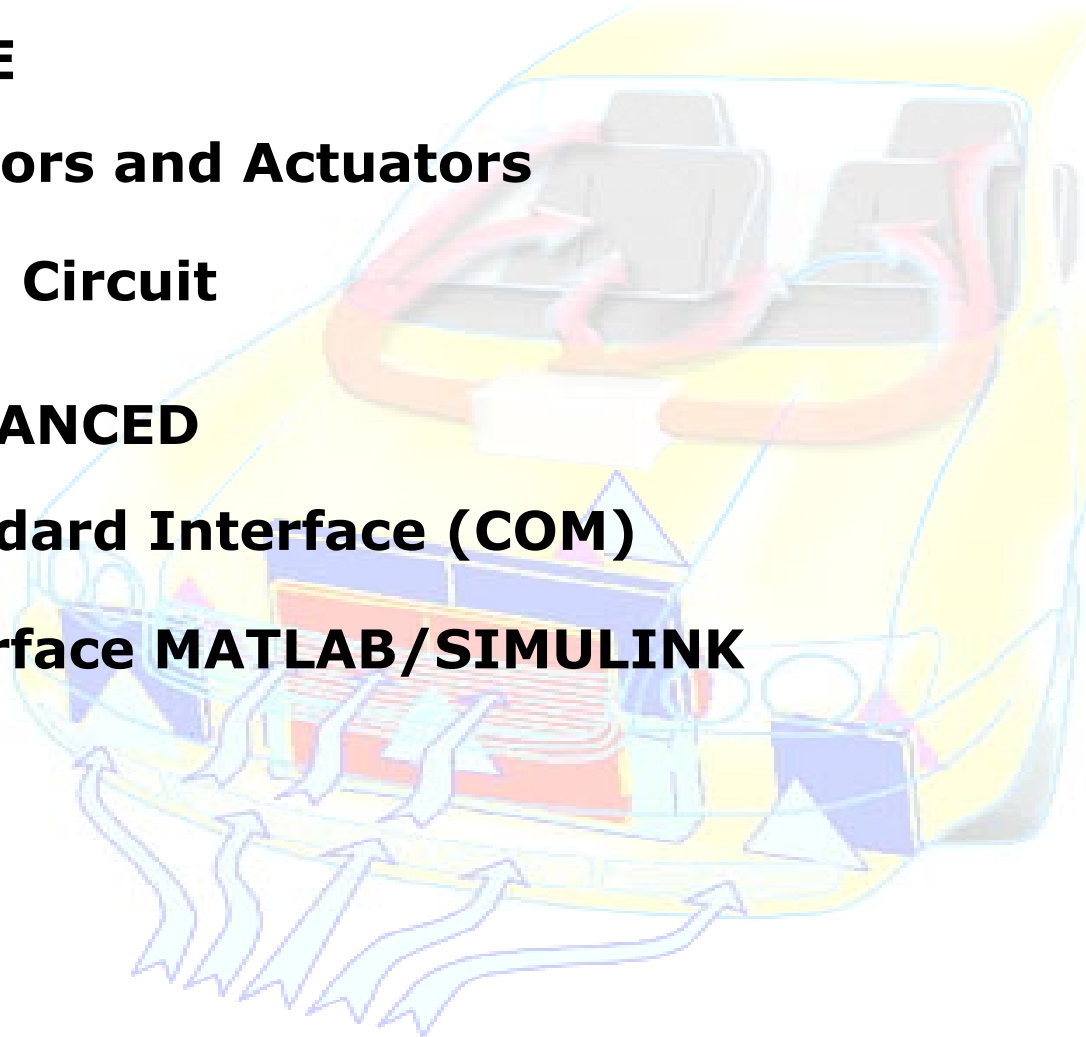 E
ors and Actuators
Circuit
ANCED
dard Interface (COM)
rface MATLAB/SIMULINK